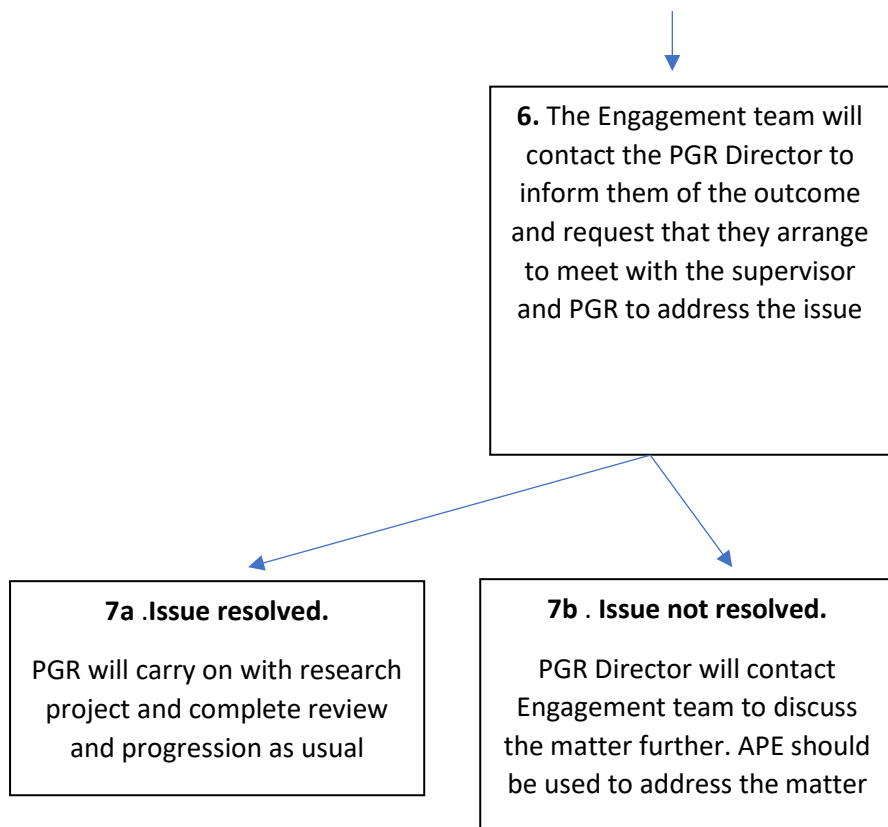 6. The Engagement team will
contact the PGR Director to
inform them of the outcome
and request that they arrange
to meet with the supervisor
and PGR to address the issue
7a .Issue resolved.
PGR will carry on with research
project and complete review
and progression as usual
7b . Issue not resolved.
PGR Director will contact
Engagement team to discuss
the matter further. APE should
be used to address the matter